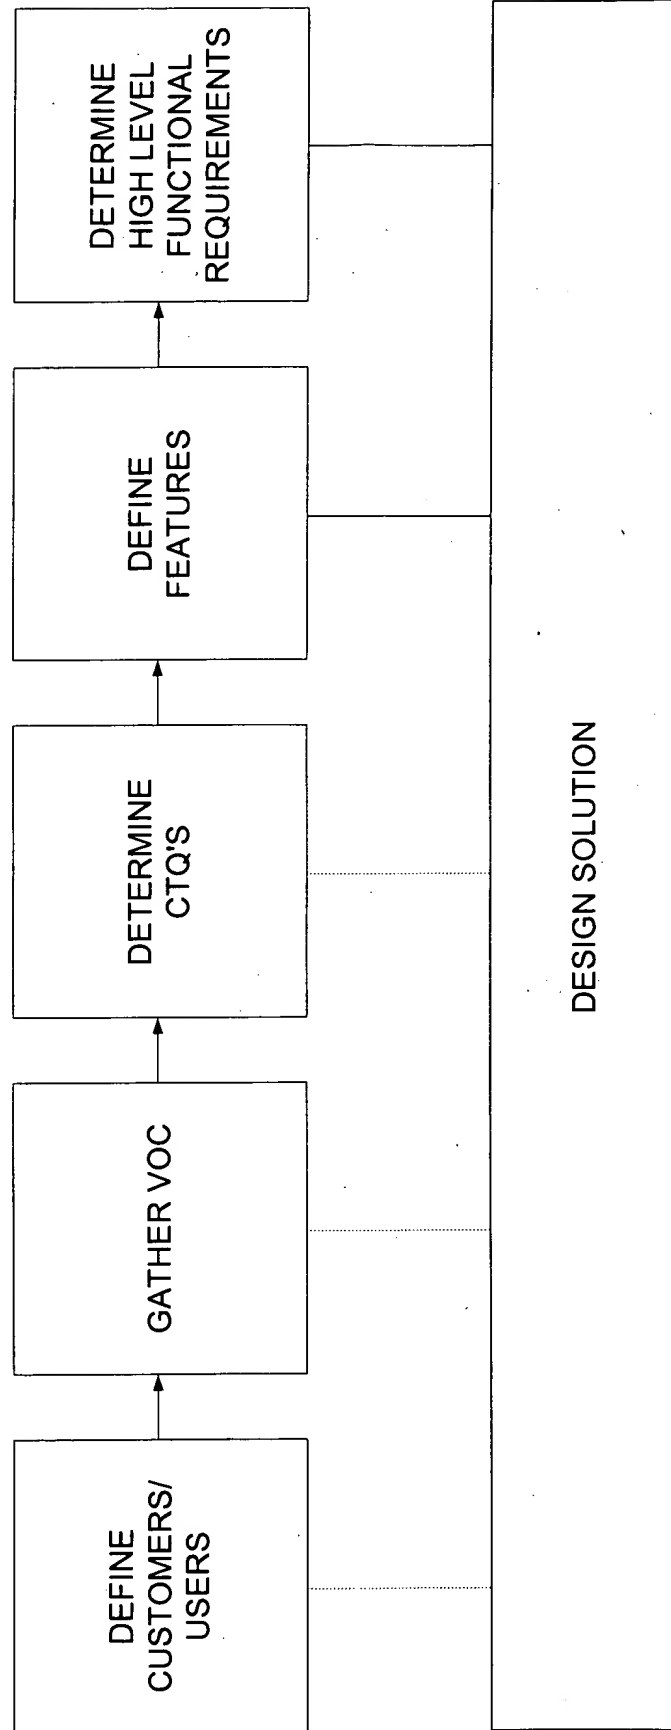 DEFINE
CUSTOMERS/
USERS
GATHER VOC
DETERMINE
CTQ'S
DEFINE
FEATURES
DETERMINE
HIGH LEVEL
FUNCTIONAL
REQUIREMENTS
DESIGN SOLUTION